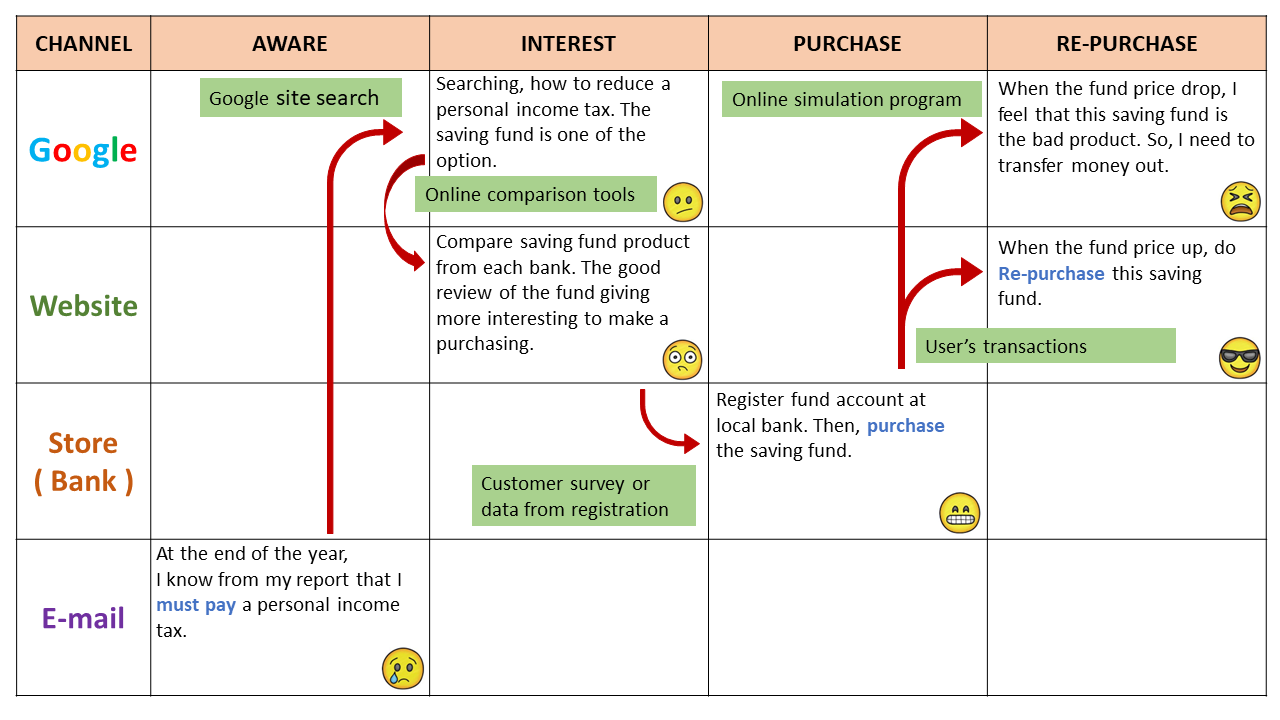 CHANNEL
AWARE
INTEREST
PURCHASE
RE-PURCHASE
Google
Google site search
Searching, how to reduce a
personal income tax. The
saving fund is one of the
option.
Online comparison tools
Online simulation program
When the fund price drop, I
feel that this saving fund is
the bad product. So, I need to
transfer money out.
Website
Compare saving fund product
from each bank. The good
review of the fund giving
more interesting to make a
purchasing.
When the fund price up, do
Re-purchase this saving
fund.
User’s transactions
Store
( Bank )
Customer survey or
data from registration
Register fund account at
local bank. Then, purchase
the saving fund.
E-mail
At the end of the year,
I know from my report that I
must pay a personal income
tax.